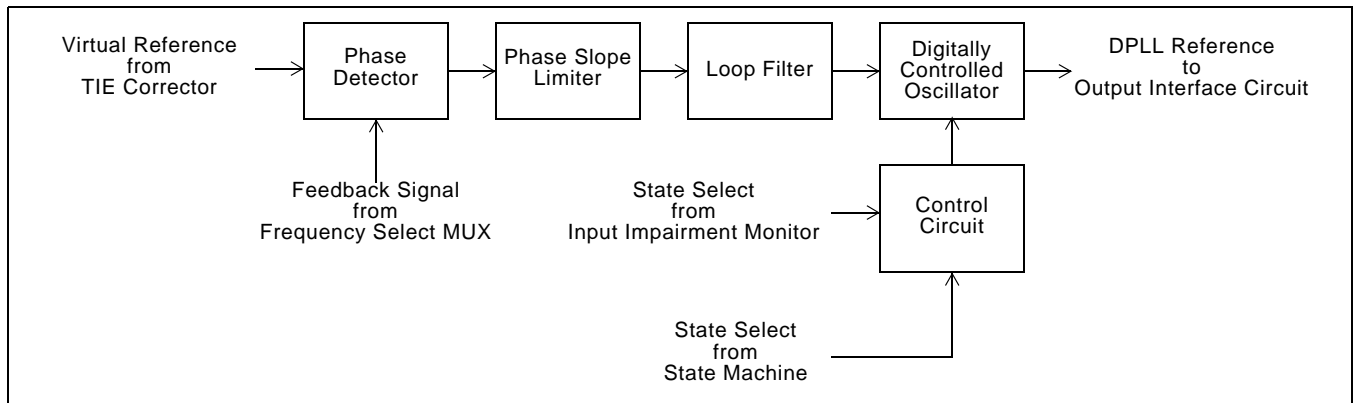 Virtual Reference
from
TIE Corrector
Phase
Detector
Phase Slope
Limiter
Loop Filter
Digitally
Controlled
Oscillator
DPLL Reference
to
Output Interface Circuit
Feedback Signal
from
Frequency Select MUX
State Select
from
Input Impairment Monitor
Control
Circuit
State Select
from
State Machine